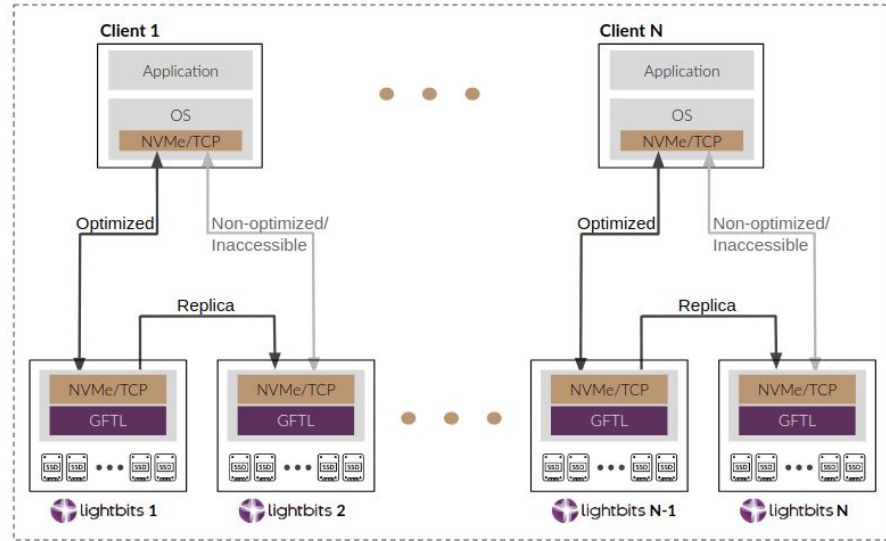 Client 1
Client N
Application
Application
OS
OS
NVMe/TCP
NVMe/TCP
Optimized
Non-optimized/
Inaccessible
Optimized
Non-optimized/
Inaccessible
Replica
Replica
NVMe/TCP
NVMe/TCP
NVMe/TCP
NVMe/TCP
GFTL
GFTL
GFTL
GFTL
SSD SSD SSD SSD
SSD SSD SSD SSD
SSD SSD SSD SSD
SSD SSD SSD SSD
lightbits 1
lightbits 2
lightbits N-1
lightbits N